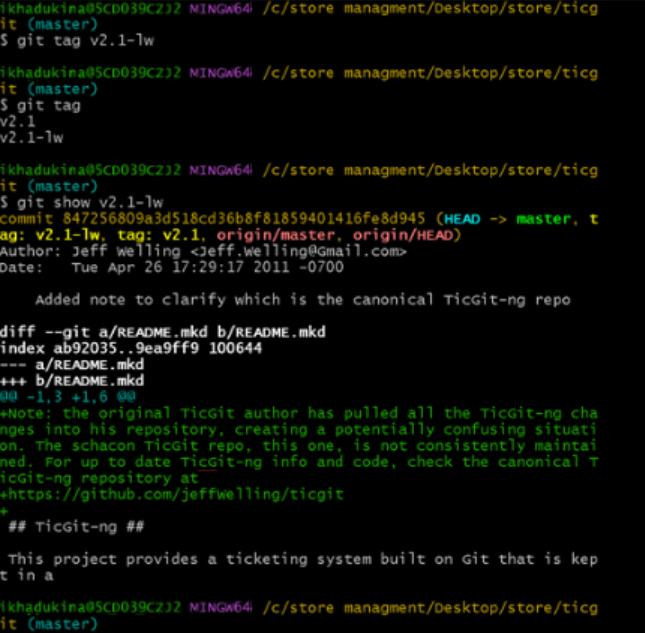 ikhadukina@5CD039CZJ2 MINGW64 /c/store managment/Desktop/store/ticg
it (master)
$ git tag v2.1-lw
ikhadukina@5CD039CZJ2 MINGW64 /c/store managment/Desktop/store/ticg
it (master)
$ git tag
v2.1
v2.1-lw
ikhadukina@5CD039CZJ2 MINGW64 /c/store managment/Desktop/store/ticg
it (master)
$ git show v2.1-lw
commit 847256809a3d518cd36b8f81859401416fe8d945 (HEAD -> master, t
ag: v2.1-lw, tag: v2.1, origin/master, origin/HEAD)
Author: Jeff Welling <Jeff.Welling@Gmail.com>
Date:   Tue Apr 26 17:29:17 2011 -0700
    Added note to clarify which is the canonical TicGit-ng repo
diff --git a/README.mkd b/README.mkd
index ab92035..9ea9ff9 100644
--- a/README.mkd
+++ b/README.mkd
@@ -1,3 +1,6 @@
+Note: the original TicGit author has pulled all the TicGit-ng cha
nges into his repository, creating a potentially confusing situati
on. The schacon TicGit repo, this one, is not consistently maintai
ned. For up to date TicGit-ng info and code, check the canonical T
icGit-ng repository at
+https://github.com/jeffWelling/ticgit
+
 ## TicGit-ng ##
 This project provides a ticketing system built on Git that is kep
t in a
ikhadukina@5CD039CZJ2 MINGW64 /c/store managment/Desktop/store/ticg
it (master)